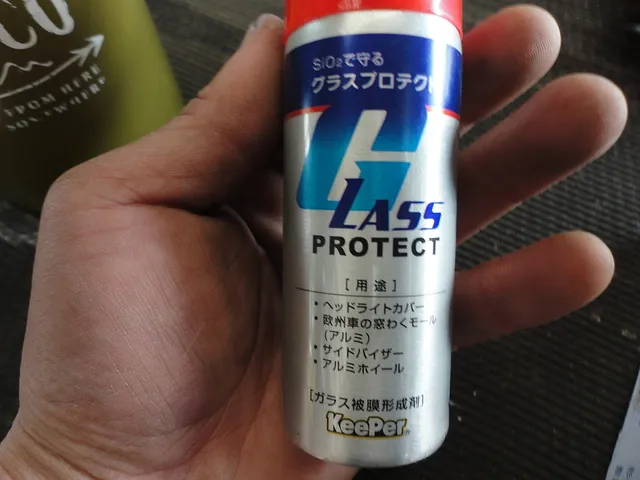 CO
SiO2で守る
グラスプロテクト
GLASS
PROTECT
[用途]
・ヘッドライトカバー
・欧州車の窓わくモール
(アルミ)
・サイドバイザー
・アルミホイール
[ガラス被膜形成剤]
KeePer